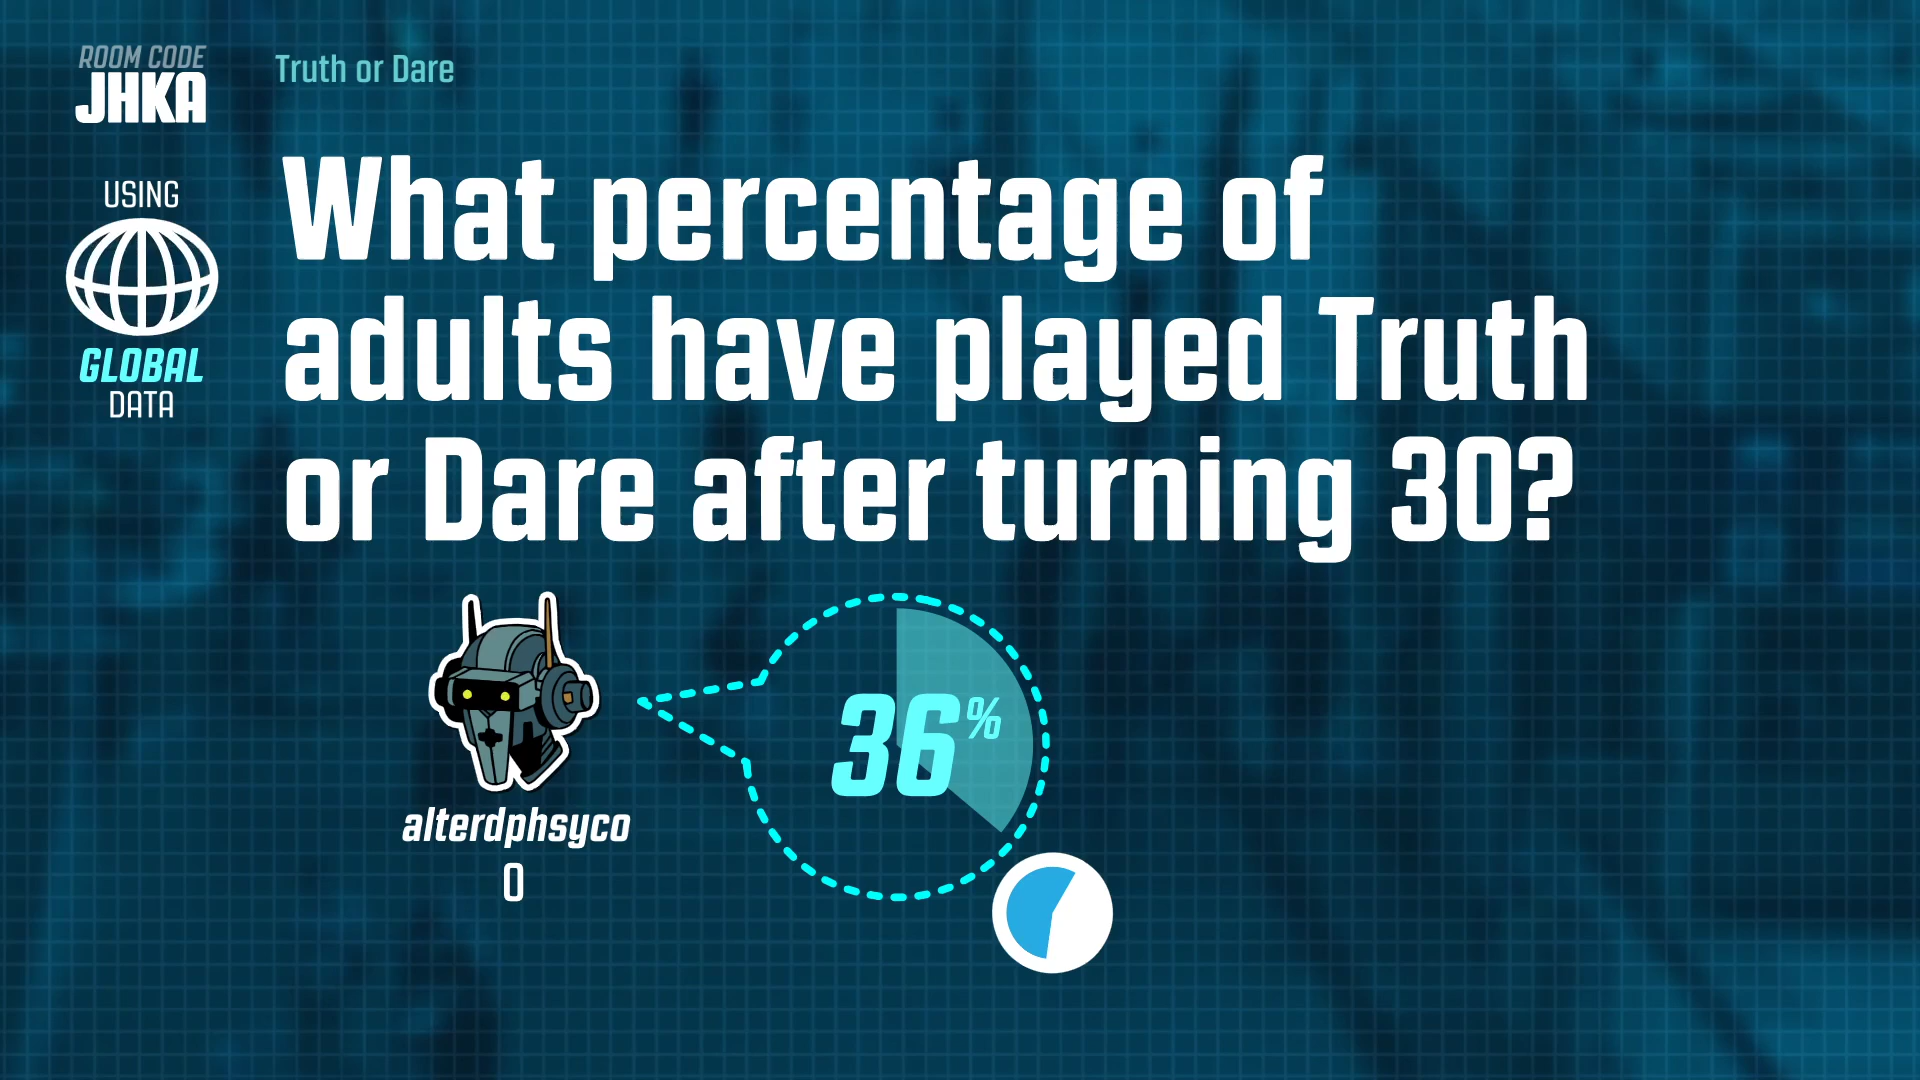 ROOM CODE
JHKA
Truth or Dare
USING
GLOBAL
DATA
What percentage of
adults have played Truth
or Dare after turning 30?
36%
alterdphsyco
0